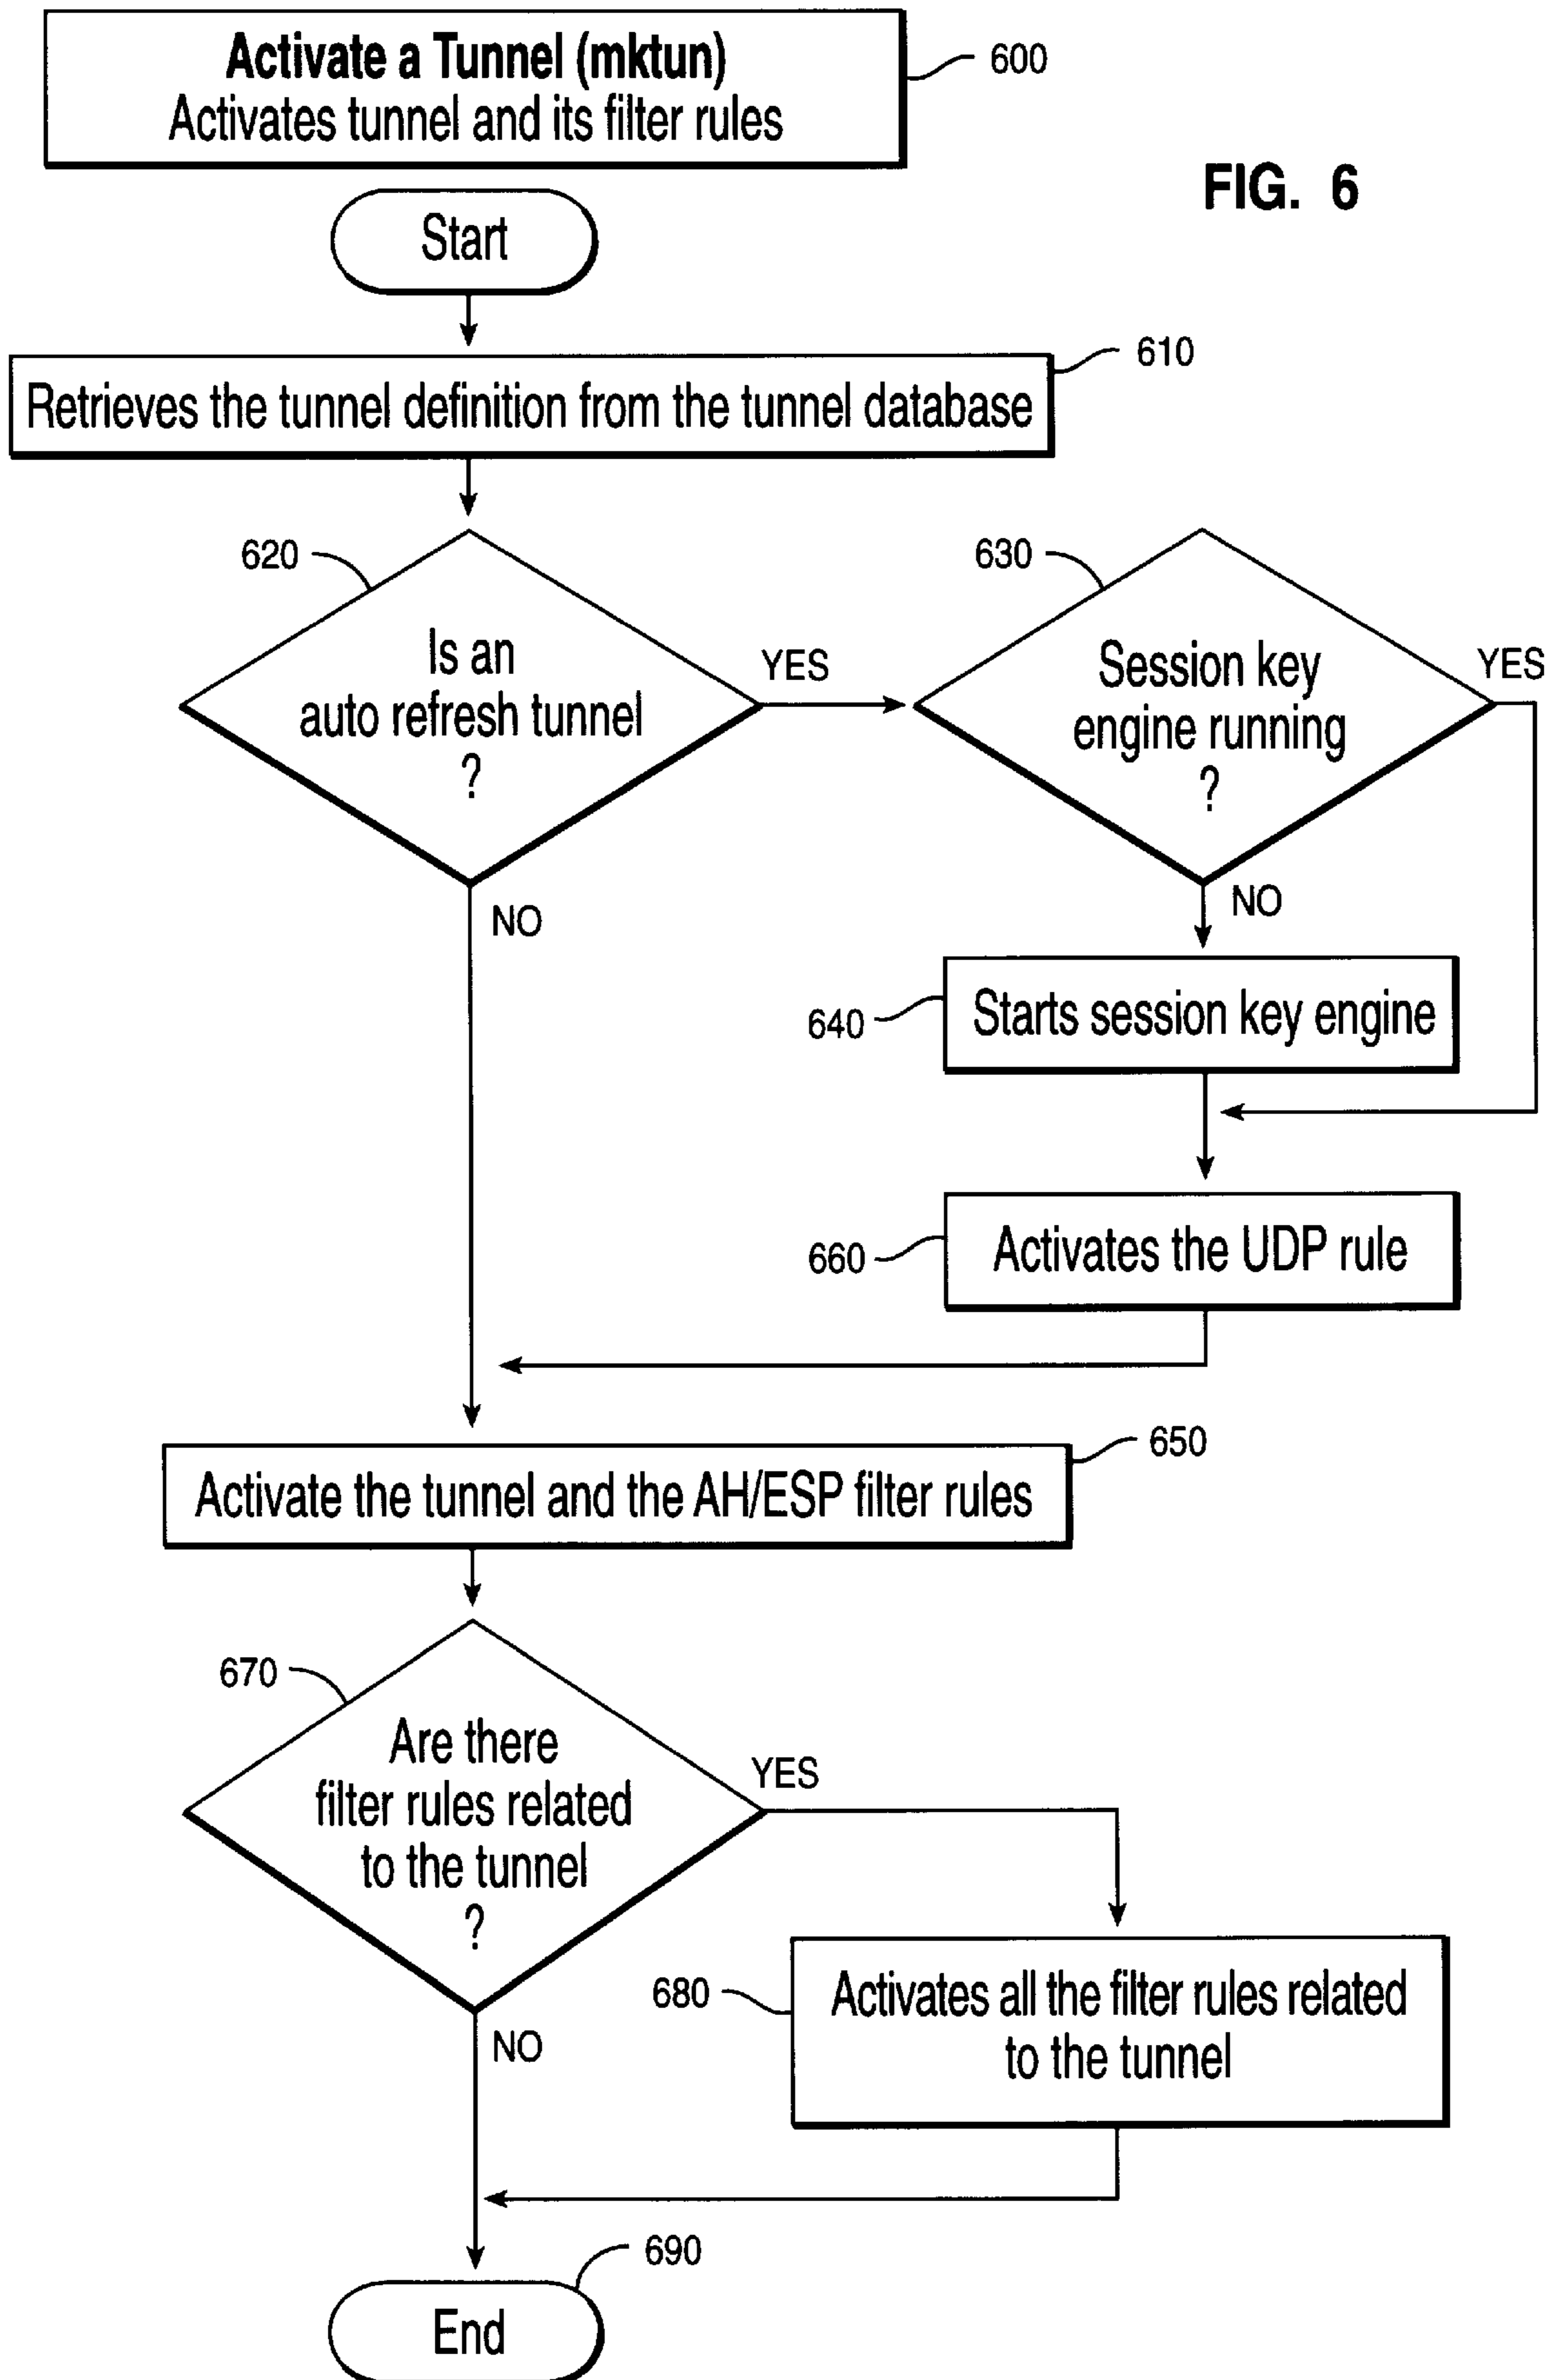 Activate a Tunnel (mktun)
Activates tunnel and its filter rules
600
FIG. 6
Start
610
Retrieves the tunnel definition from the tunnel database
620
Is an
auto refresh tunnel
?
YES
NO
630
Session key
engine running
?
YES
NO
640
Starts session key engine
660
Activates the UDP rule
650
Activate the tunnel and the AH/ESP filter rules
670
Are there
filter rules related
to the tunnel
?
YES
NO
680
Activates all the filter rules related
to the tunnel
690
End